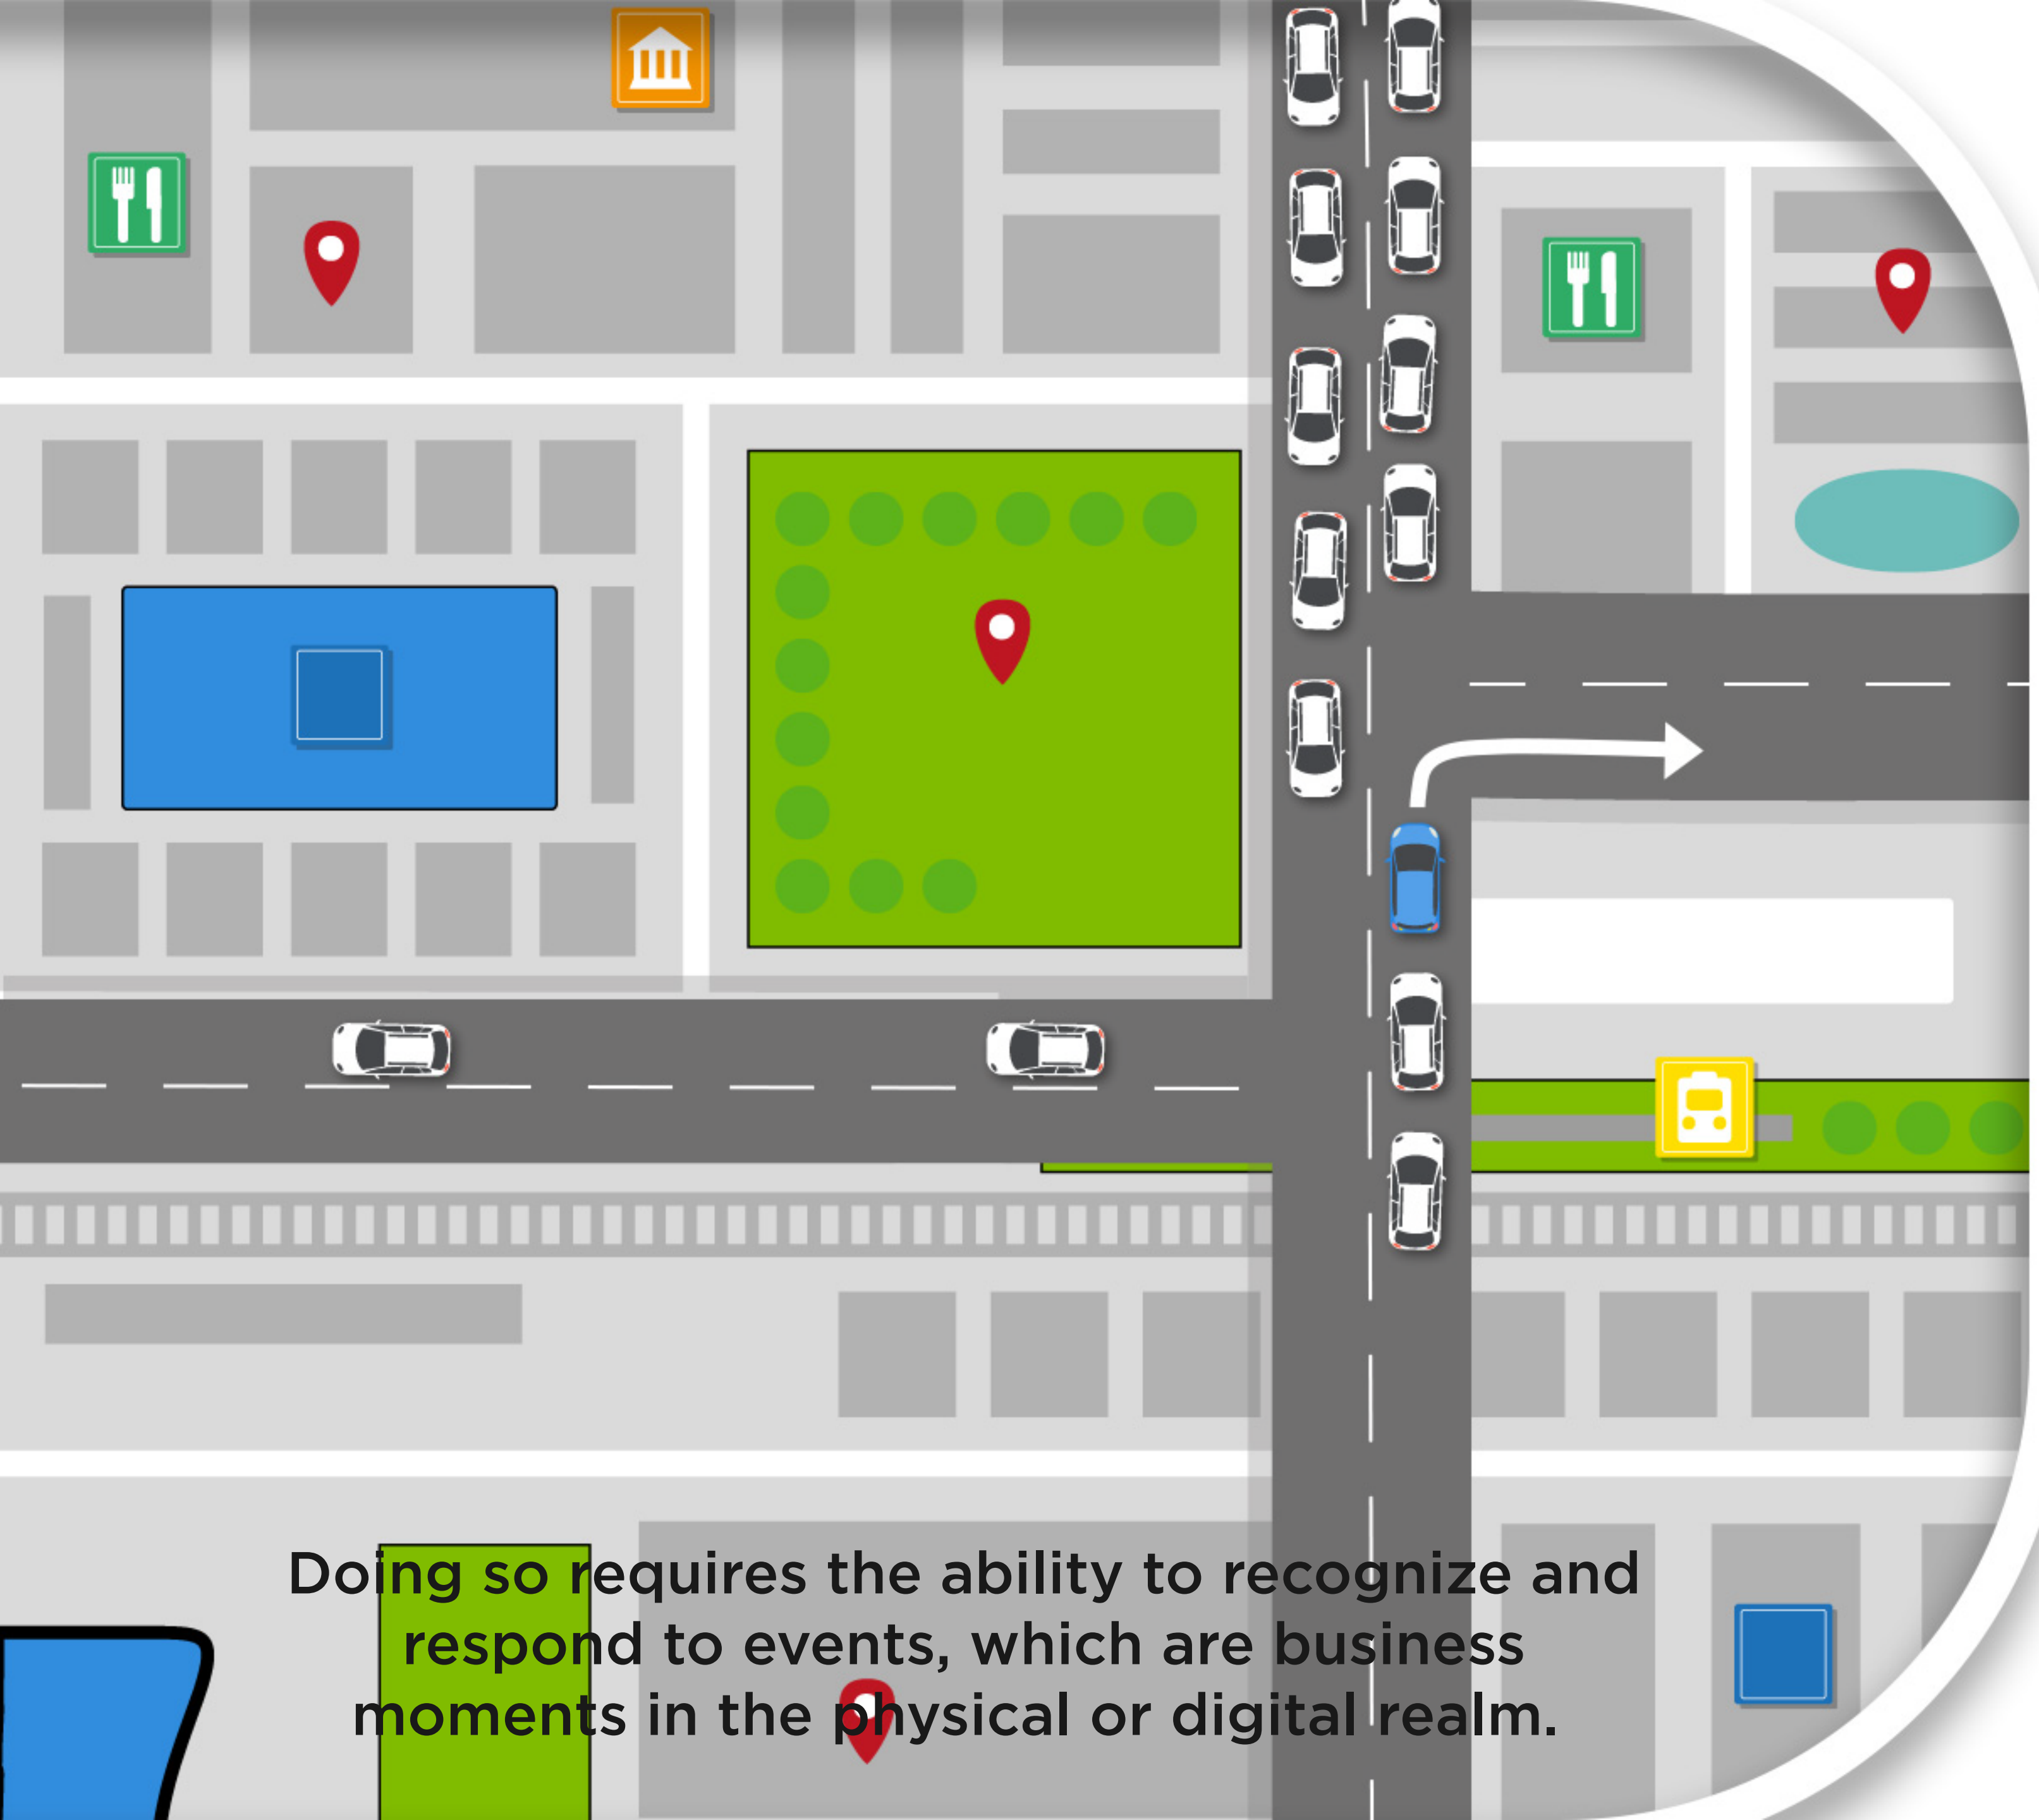 Doing so requires the ability to recognize and
respond to events, which are business
moments in the physical or digital realm.